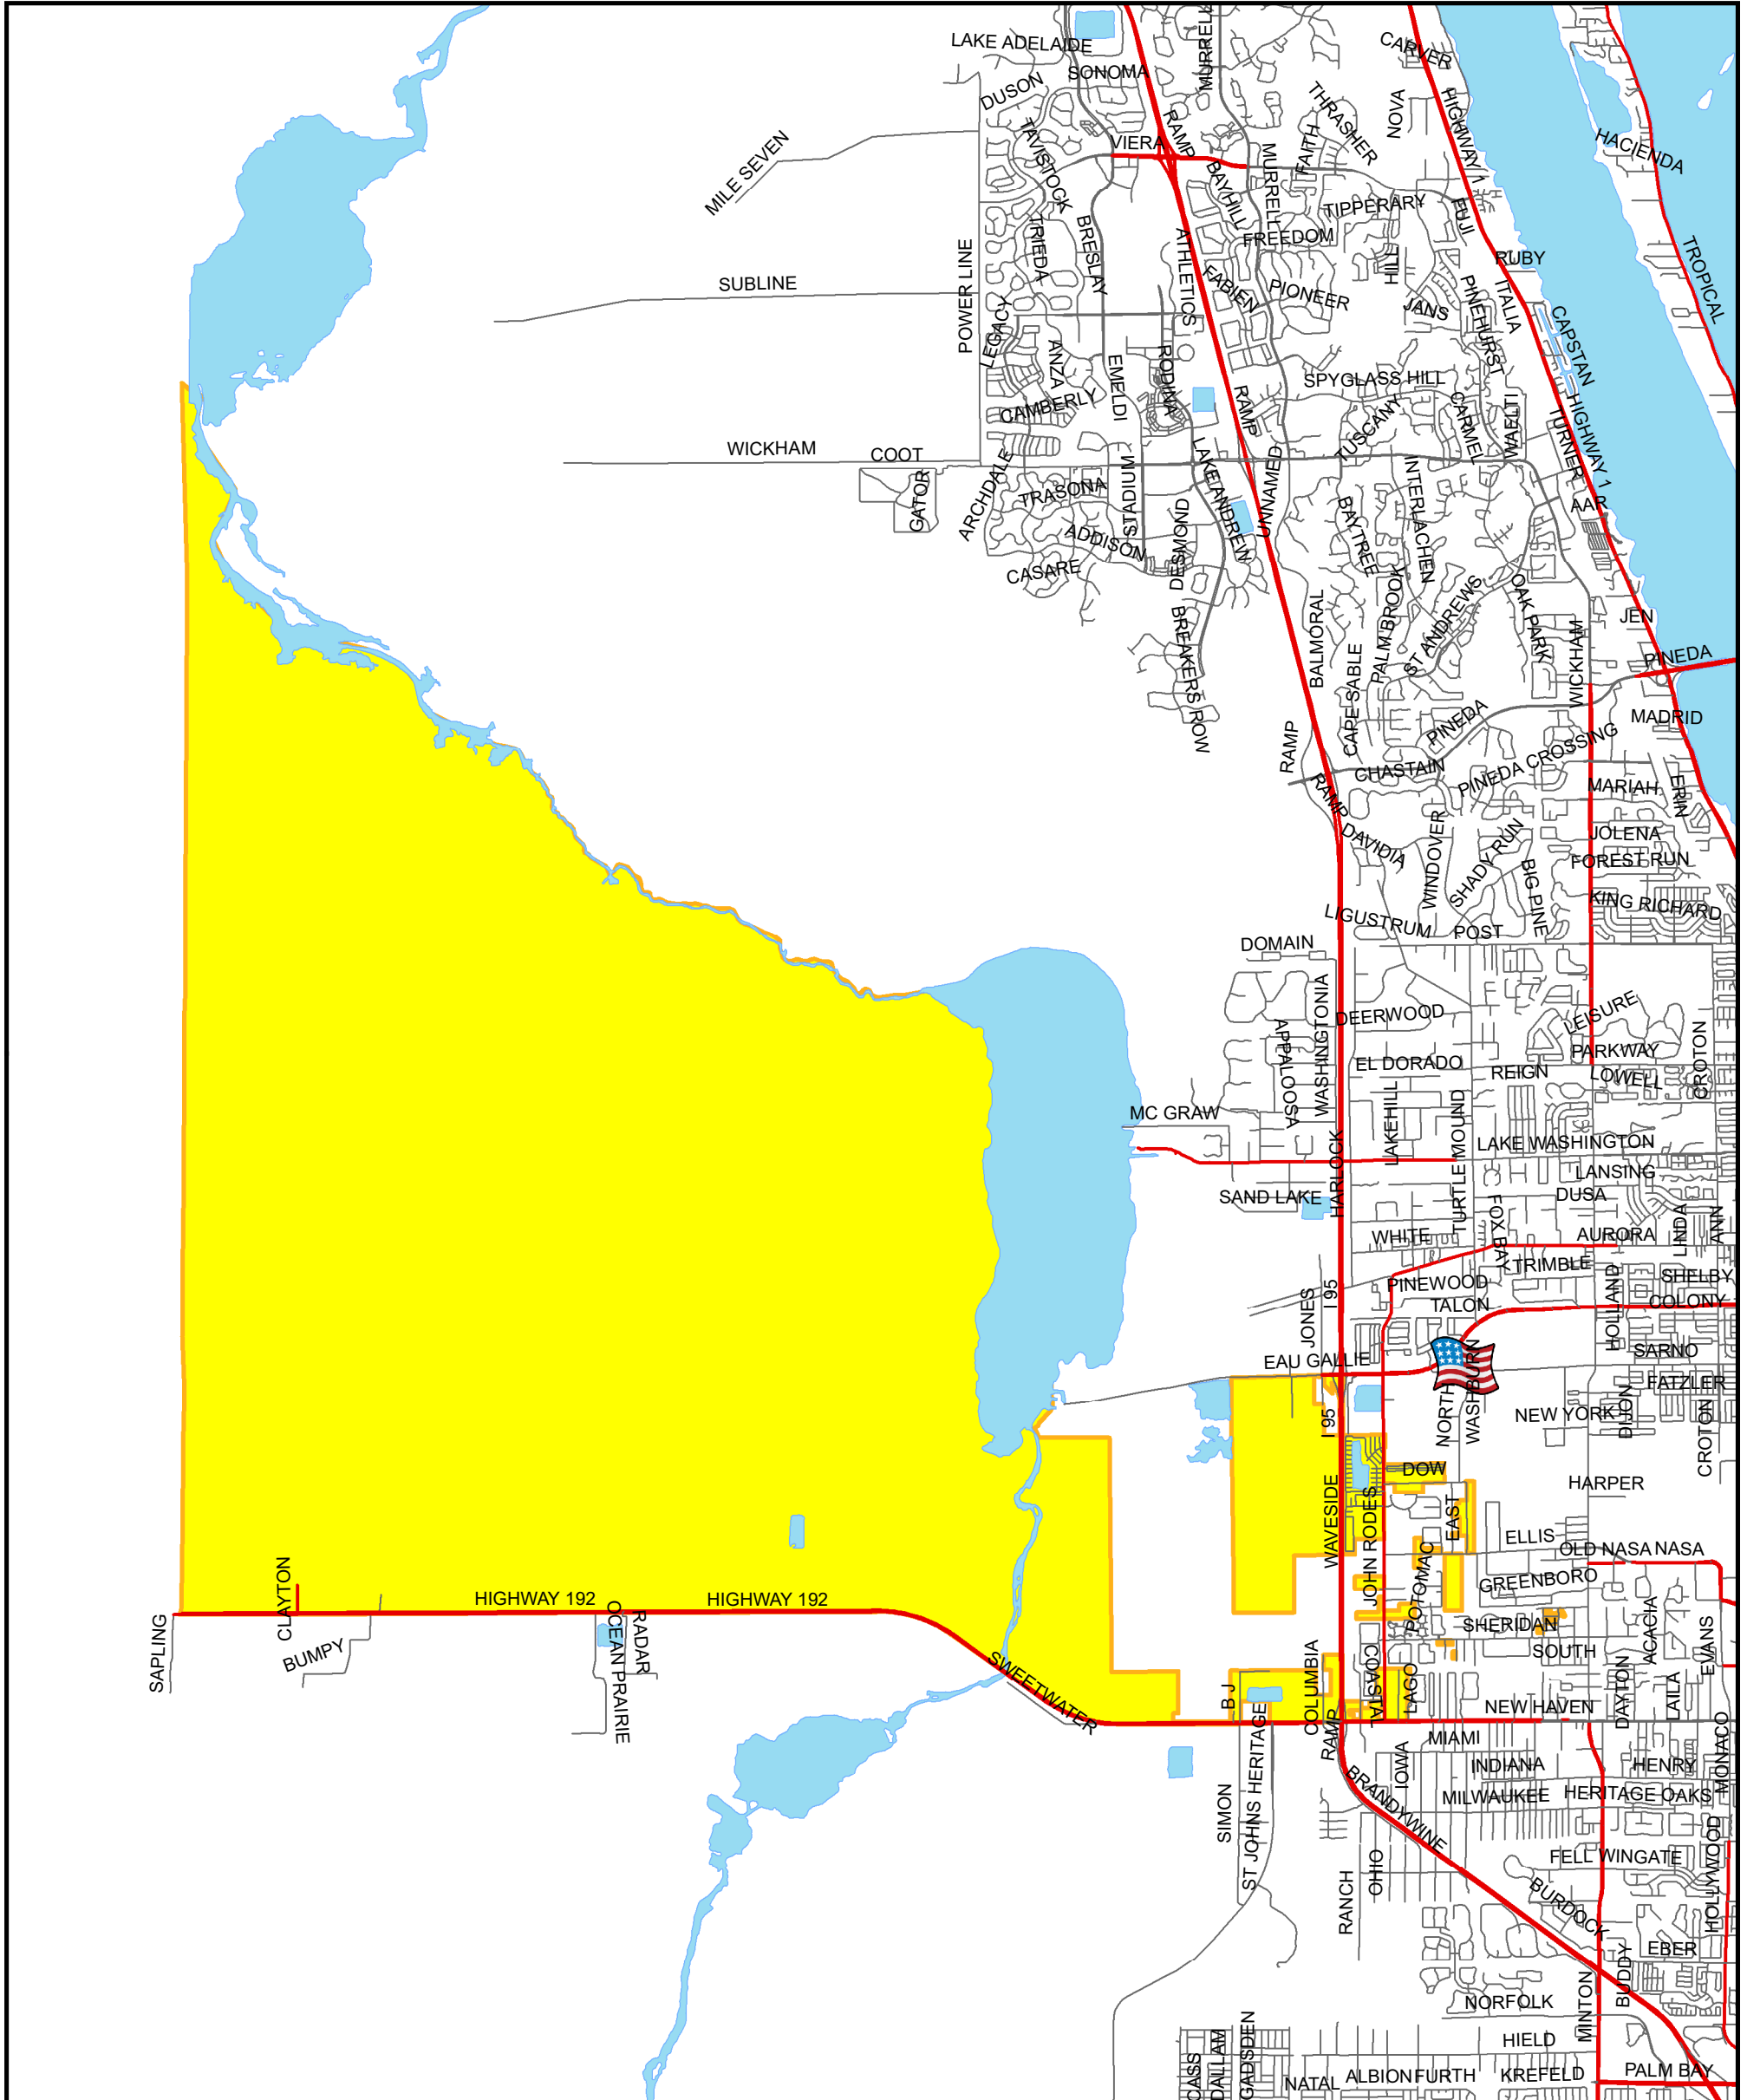 LAKE ADELAIDE
SONOMA
MURRELL
CARVER
DUSON
THRASHER
NOVA
HIGHWAY 1
HACIENDA
MILE SEVEN
TAVISTOCK
VIERA
RAMP
BAYHILL
MURRELL
FAITH
TIPPERARY
FUJI
TROPICAL
POWER LINE
TRIEDA
BRESLAY
ATHLETICS
FREEDOM
HILL
RUBY
SUBLINE
FABIEN
PIONEER
JANS
PINEHURST
ITALIA
CAPSTAN
LEGACY
ANZA
EMELDI
RODINA
SPYGLASS HILL
CAMBERLY
RAMP
TUSCANY
CARMEL
WAELTI
TURNER
HIGHWAY 1
WICKHAM
COOT
GATOR
ARCHDALE
TRASONA
STADIUM
LAKE ANDREW
UNNAMED
INTERLACHEN
AAR
ADDISON
DESMOND
BAYTREE
CASARE
BREAKERS ROW
BALMORAL
CAPE SABLE
PALM BROOK
ST ANDREWS
OAK PARK
WICKHAM
JEN
PINEDA
MADRID
RAMP
PINEDA
CHASTAIN
PINEDA CROSSING
MARIAH
ERIN
RAMP
DAVIDIA
WINDOVER
SHADY RUN
JOLENA
FOREST RUN
BIG PINE
KING RICHARD
LIGUSTRUM
POST
DOMAIN
WASHINGTONIA
APPALOOSA
DEERWOOD
LEISURE
EL DORADO
REIGN
PARKWAY
LOWELL
CROTON
MC GRAW
LAKEHILL
TURTLE MOUND
LAKE WASHINGTON
HARLOCK
LANSING
SAND LAKE
DUSA
FOX BAY
WHITE
AURORA
LINDA
ANN
TRIMBLE
JONES
I 95
PINEWOOD
TALON
HOLLAND
SHELBY
COLONY
EAU GALLIE
SARNO
FATZLER
I 95
NORTH
WASHBURN
NEW YORK
DIJON
CROTON
DOW
HARPER
WAVESIDE
JOHN RODES
EAST
ELLIS
OLD NASA
NASA
POTOMAC
GREENBORO
CLAYTON
HIGHWAY 192
HIGHWAY 192
SAPLING
BUMPY
OCEAN PRAIRIE
RADAR
SHERIDAN
SOUTH
ACACIA
EVANS
SWEETWATER
B J
COLUMBIA
COASTAL
LAGO
NEW HAVEN
DAYTON
LAILA
RAMP
MIAMI
MONACO
ST JOHNS HERITAGE
SIMON
IOWA
INDIANA
HENRY
BRANDYWINE
MILWAUKEE
HERITAGE OAKS
FELL
WINGATE
HOLLYWOOD
RANCH
OHIO
BURDOCK
EBER
BUDDY
NORFOLK
MINTON
HIELD
CASS
DALLAM
GADSDEN
NATAL
ALBION
FURTH
KREFELD
PALM BAY